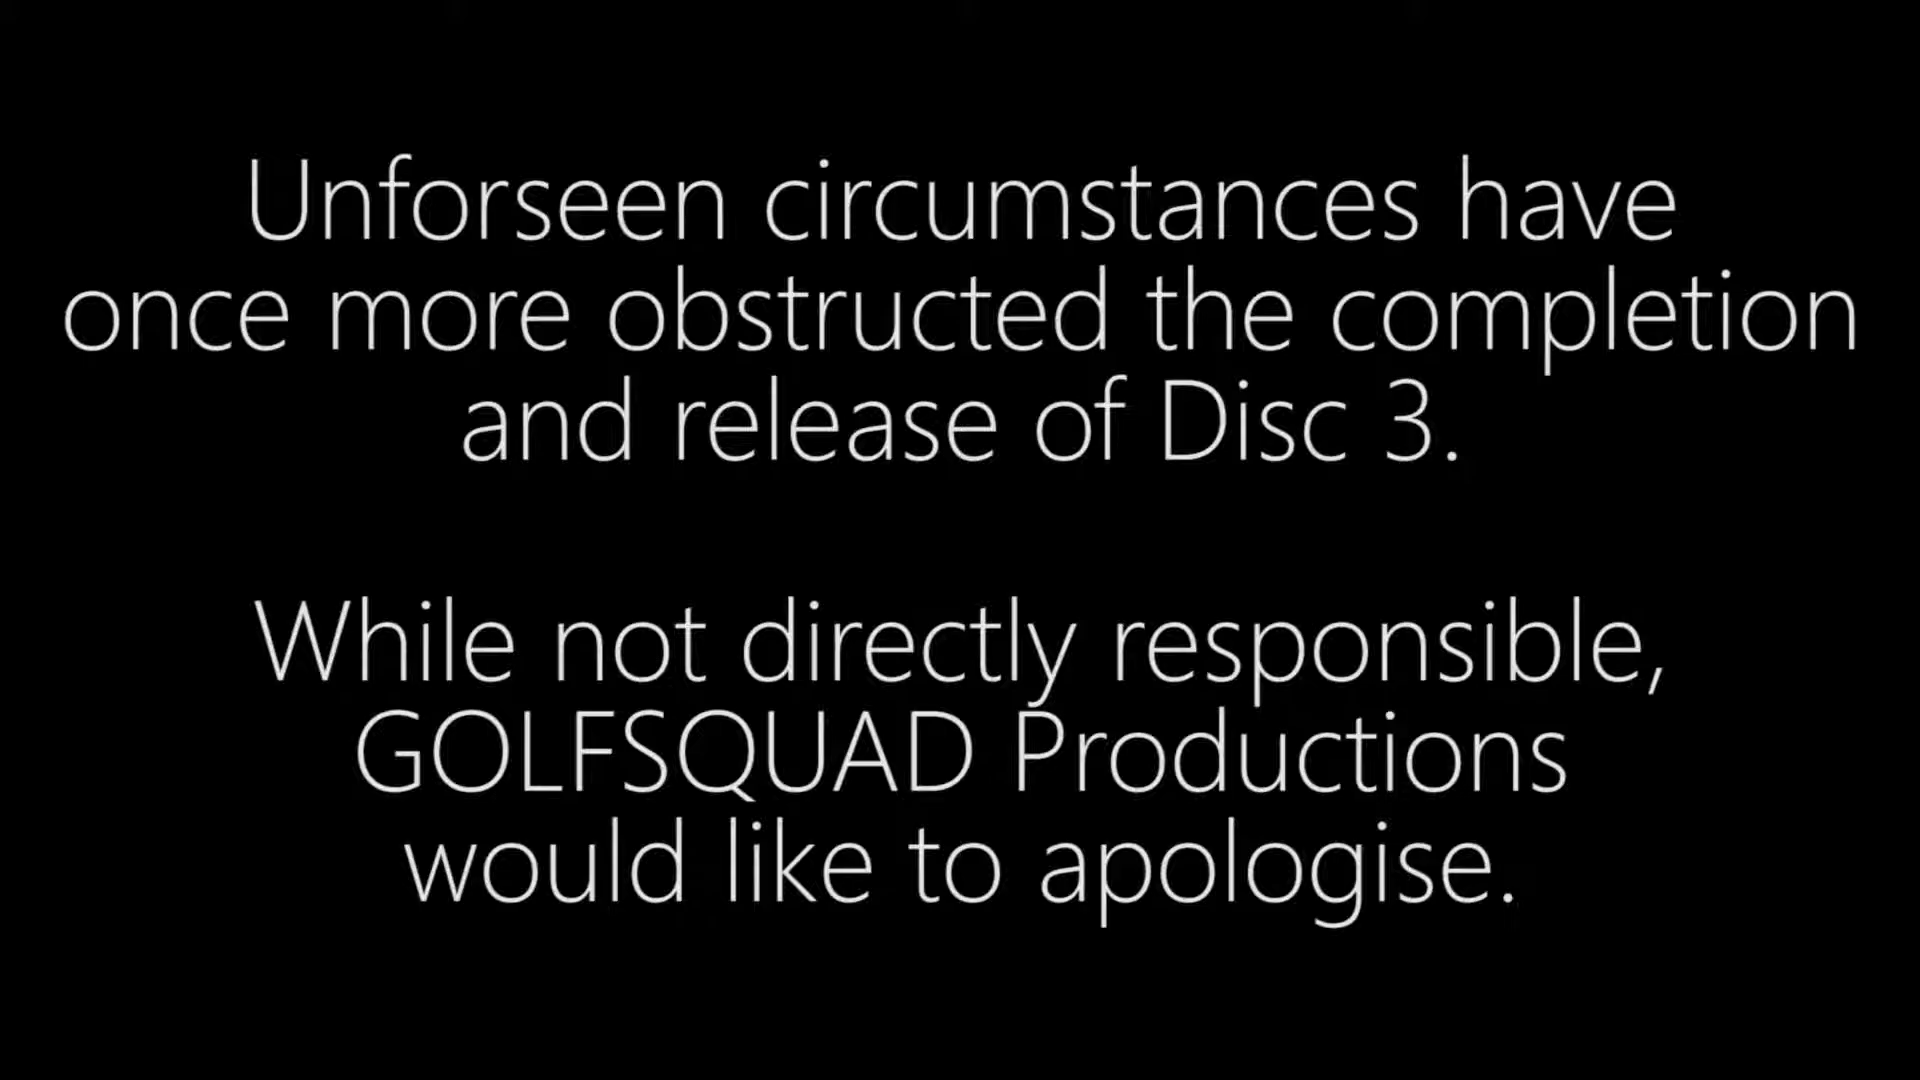 Unforseen circumstances have
once more obstructed the completion
and release of Disc 3.
While not directly responsible,
GOLFSQUAD Productions
would like to apologise.